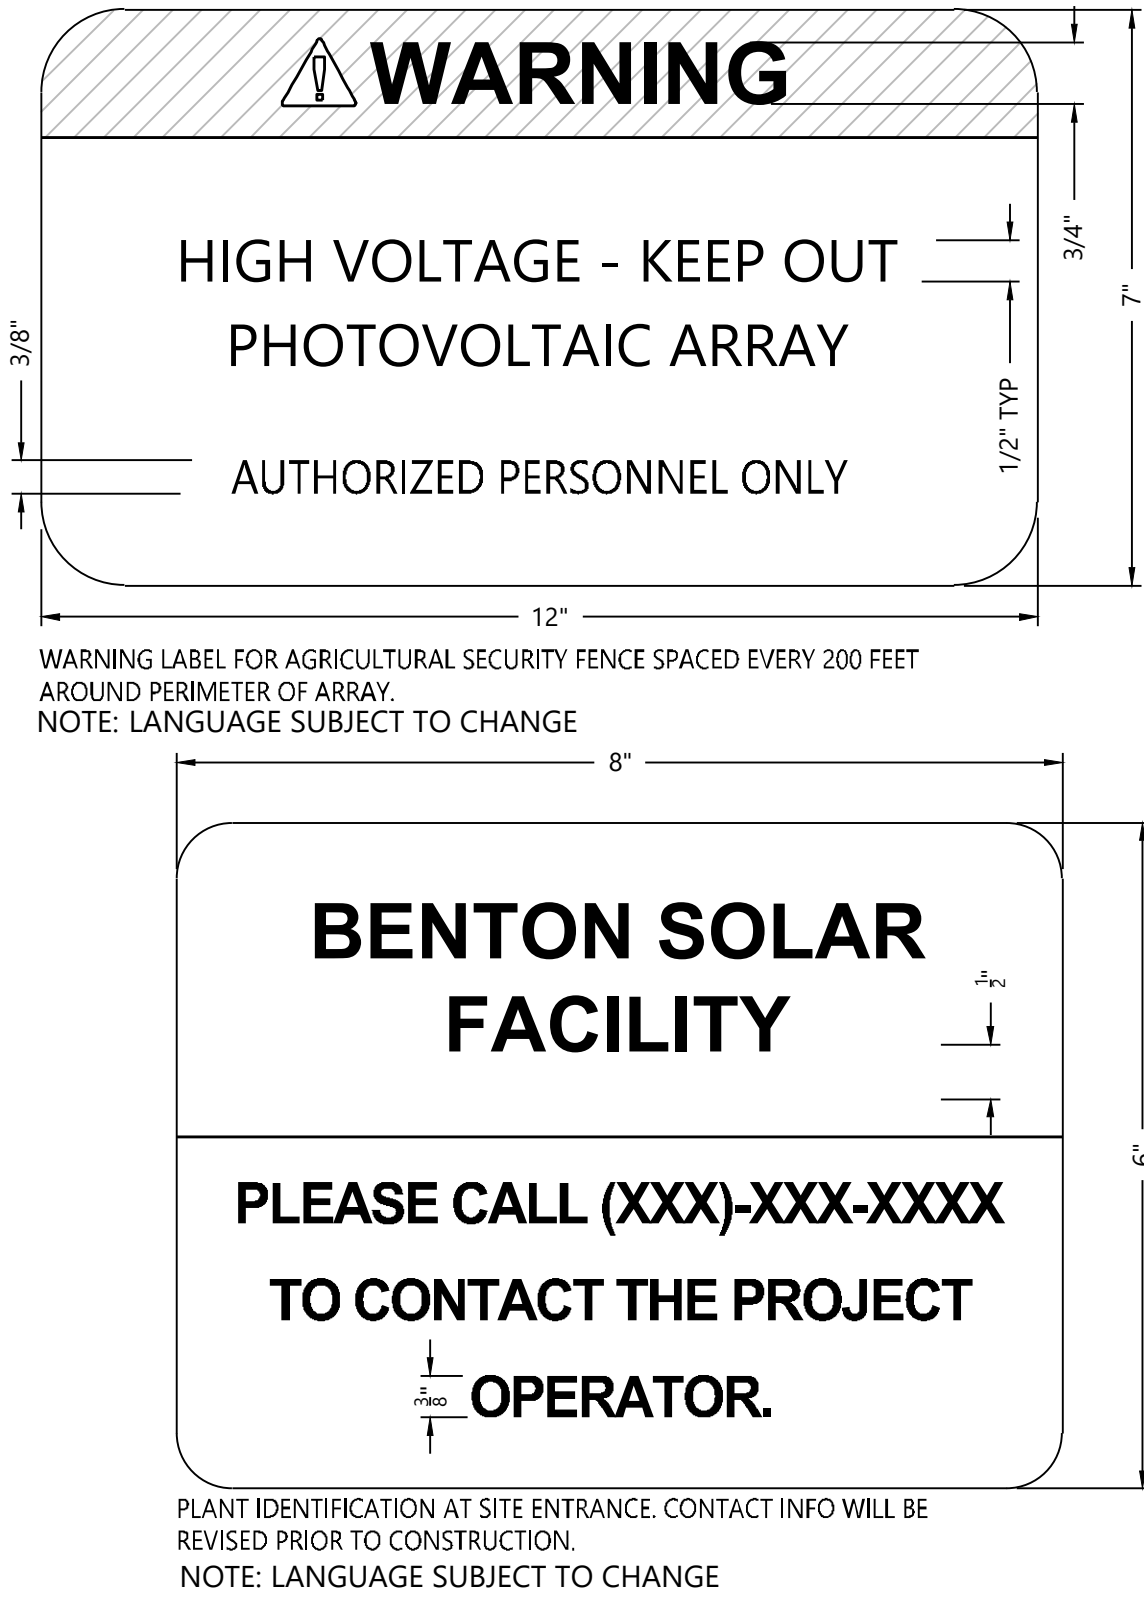 WARNING
3/4"
7"
HIGH VOLTAGE - KEEP OUT
PHOTOVOLTAIC ARRAY
3/8"
1/2" TYP
AUTHORIZED PERSONNEL ONLY
12"
WARNING LABEL FOR AGRICULTURAL SECURITY FENCE SPACED EVERY 200 FEET
AROUND PERIMETER OF ARRAY.
NOTE: LANGUAGE SUBJECT TO CHANGE
8"
BENTON SOLAR
FACILITY
1/2"
6"
PLEASE CALL (XXX)-XXX-XXXX
TO CONTACT THE PROJECT
OPERATOR.
3/8"
PLANT IDENTIFICATION AT SITE ENTRANCE. CONTACT INFO WILL BE
REVISED PRIOR TO CONSTRUCTION.
NOTE: LANGUAGE SUBJECT TO CHANGE